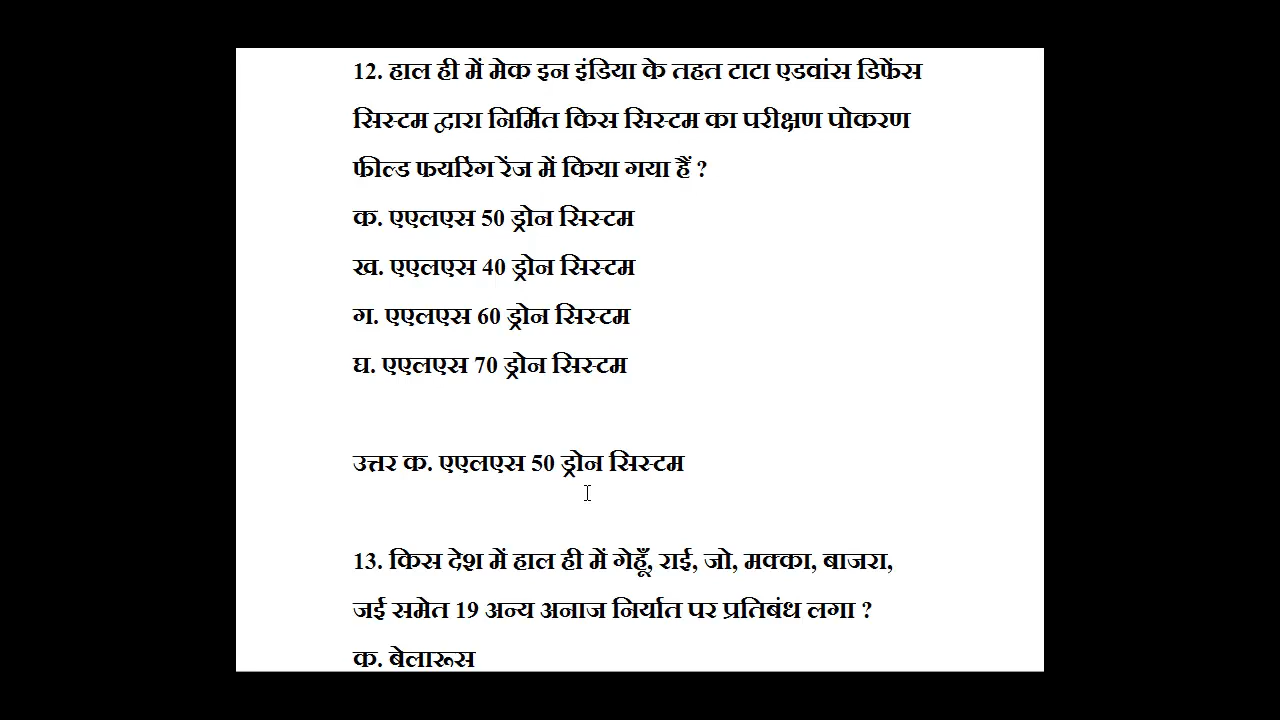 12. हाल ही में मेक इन इंडिया के तहत टाटा एडवांस डिफेंस
सिस्टम द्वारा निर्मित किस सिस्टम का परीक्षण पोकरण
फील्ड फयरिंग रेंज में किया गया हैं ?
क. एएलएस 50 ड्रोन सिस्टम
ख. एएलएस 40 ड्रोन सिस्टम
ग. एएलएस 60 ड्रोन सिस्टम
घ. एएलएस 70 ड्रोन सिस्टम
उत्तर क. एएलएस 50 ड्रोन सिस्टम
13. किस देश में हाल ही में गेहूँ, राई, जो, मक्का, बाजरा,
जई समेत 19 अन्य अनाज निर्यात पर प्रतिबंध लगा ?
क. बेलारूस